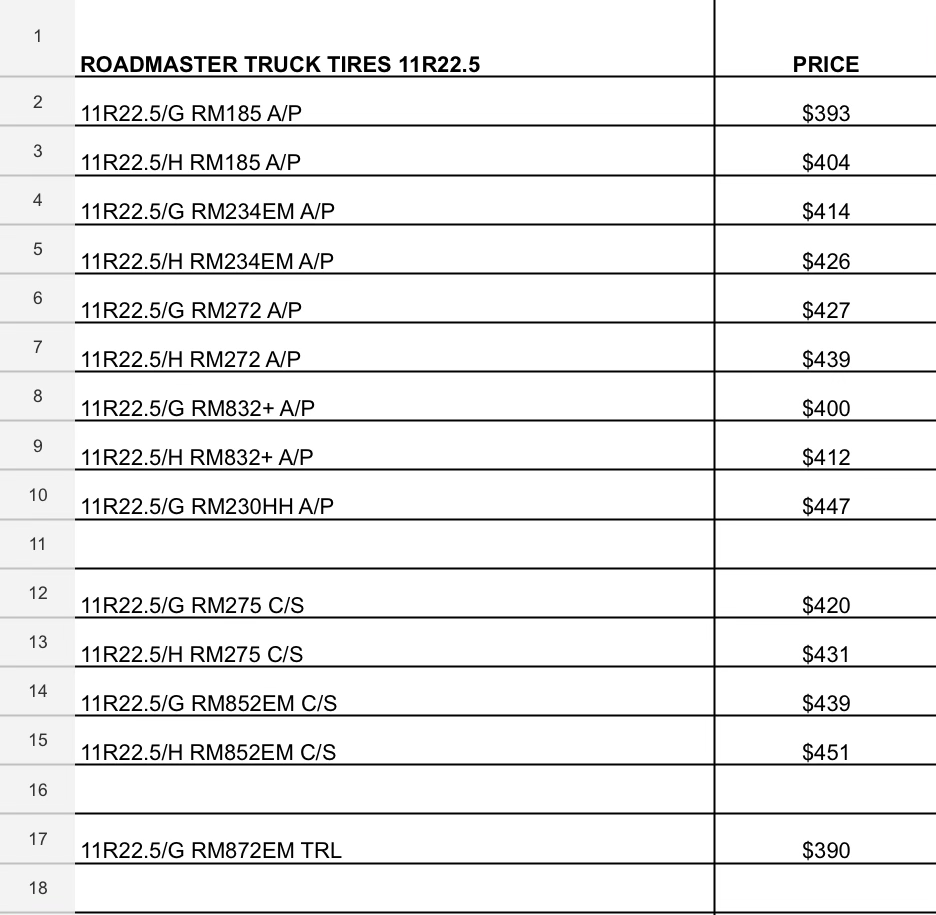 1
ROADMASTER TRUCK TIRES 11R22.5 PRICE
2 11R22.5/G RM185 A/P $393
3 11R22.5/H RM185 A/P $404
4 11R22.5/G RM234EM A/P $414
5 11R22.5/H RM234EM A/P $426
6 11R22.5/G RM272 A/P $427
7 11R22.5/H RM272 A/P $439
8 11R22.5/G RM832+ A/P $400
9 11R22.5/H RM832+ A/P $412
10 11R22.5/G RM230HH A/P $447
11
12 11R22.5/G RM275 C/S $420
13 11R22.5/H RM275 C/S $431
14 11R22.5/G RM852EM C/S $439
15 11R22.5/H RM852EM C/S $451
16
17 11R22.5/G RM872EM TRL $390
18